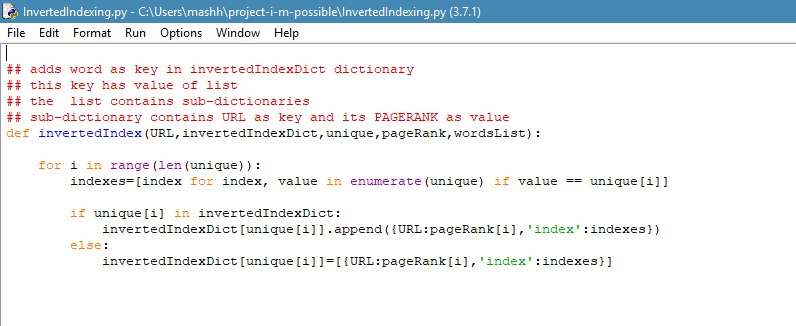 InvertedIndexing.py - C:\Users\mashh\project-i-m-possible\InvertedIndexing.py (3.7.1)
File Edit Format Run Options Window Help
## adds word as key in invertedIndexDict dictionary
## this key has value of list
## the  list contains sub-dictionaries
## sub-dictionary contains URL as key and its PAGERANK as value
def invertedIndex(URL,invertedIndexDict,unique,pageRank,wordsList):
    for i in range(len(unique)):
        indexes=[index for index, value in enumerate(unique) if value == unique[i]]
        if unique[i] in invertedIndexDict:
            invertedIndexDict[unique[i]].append({URL:pageRank[i],'index':indexes})
        else:
            invertedIndexDict[unique[i]]=[{URL:pageRank[i],'index':indexes}]